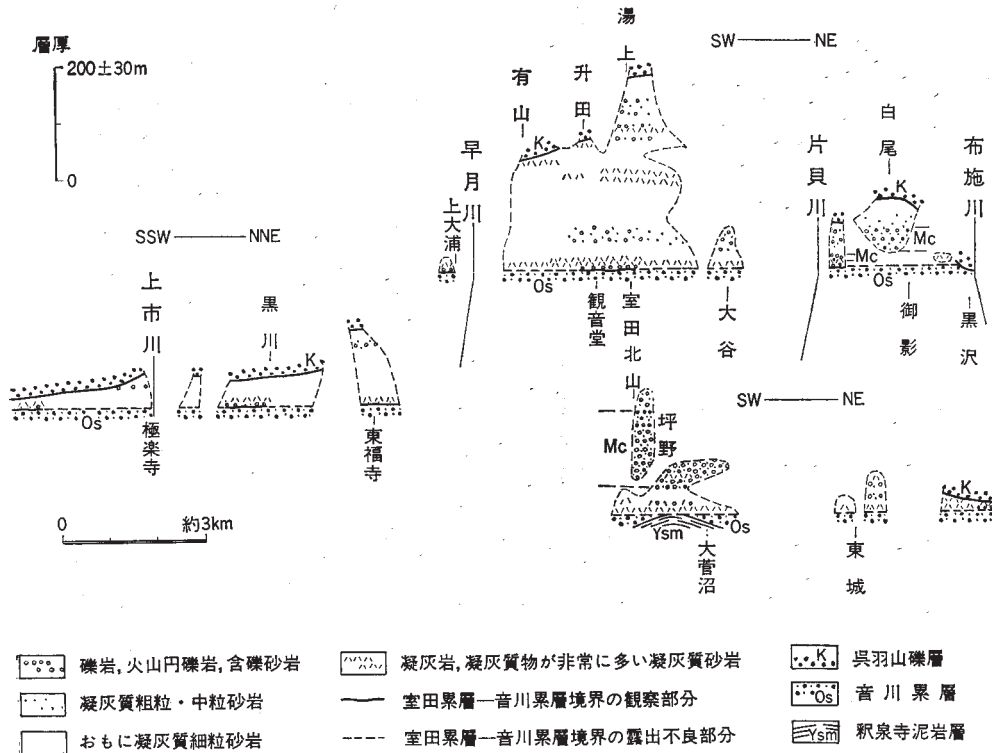 層厚
200±30m
0
SSW
NNE
上市川
黒川
K
Os
極楽寺
東福寺
0
約3km
SW
NE
湯上
升田
有山
K
早月川
上大浦
Os
観音堂
室田北山
大谷
片貝川
白尾
布施川
K
Mc
Mc
Os
御影
黒沢
SW
NE
坪野
Mc
Ysm
Os
大菅沼
東城
K
礫岩,火山円礫岩,含礫砂岩
凝灰質粗粒・中粒砂岩
おもに凝灰質細粒砂岩
凝灰岩,凝灰質物が非常に多い凝灰質砂岩
室田累層―音川累層境界の観察部分
室田累層―音川累層境界の露出不良部分
K 呉羽山礫層
Os 音川累層
Ysm 釈泉寺泥岩層